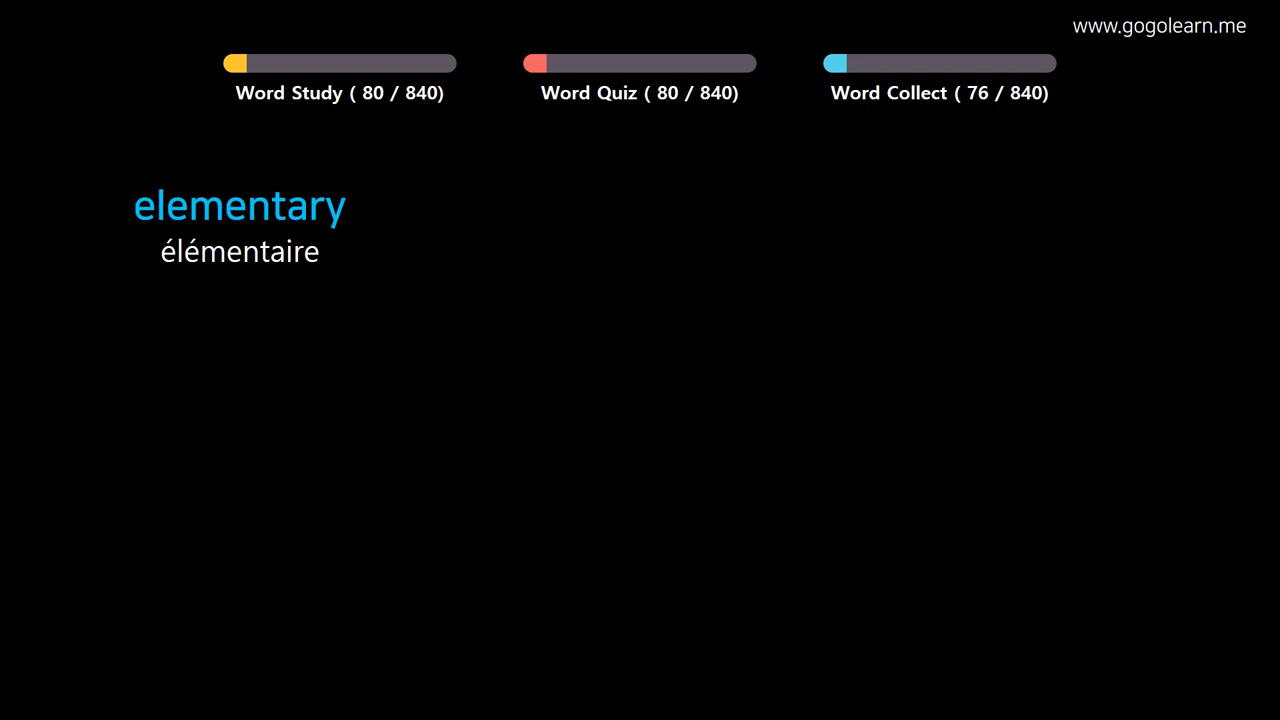 www.gogolearn.me
Word Study ( 80 / 840)
Word Quiz ( 80 / 840)
Word Collect ( 76 / 840)
elementary
élémentaire